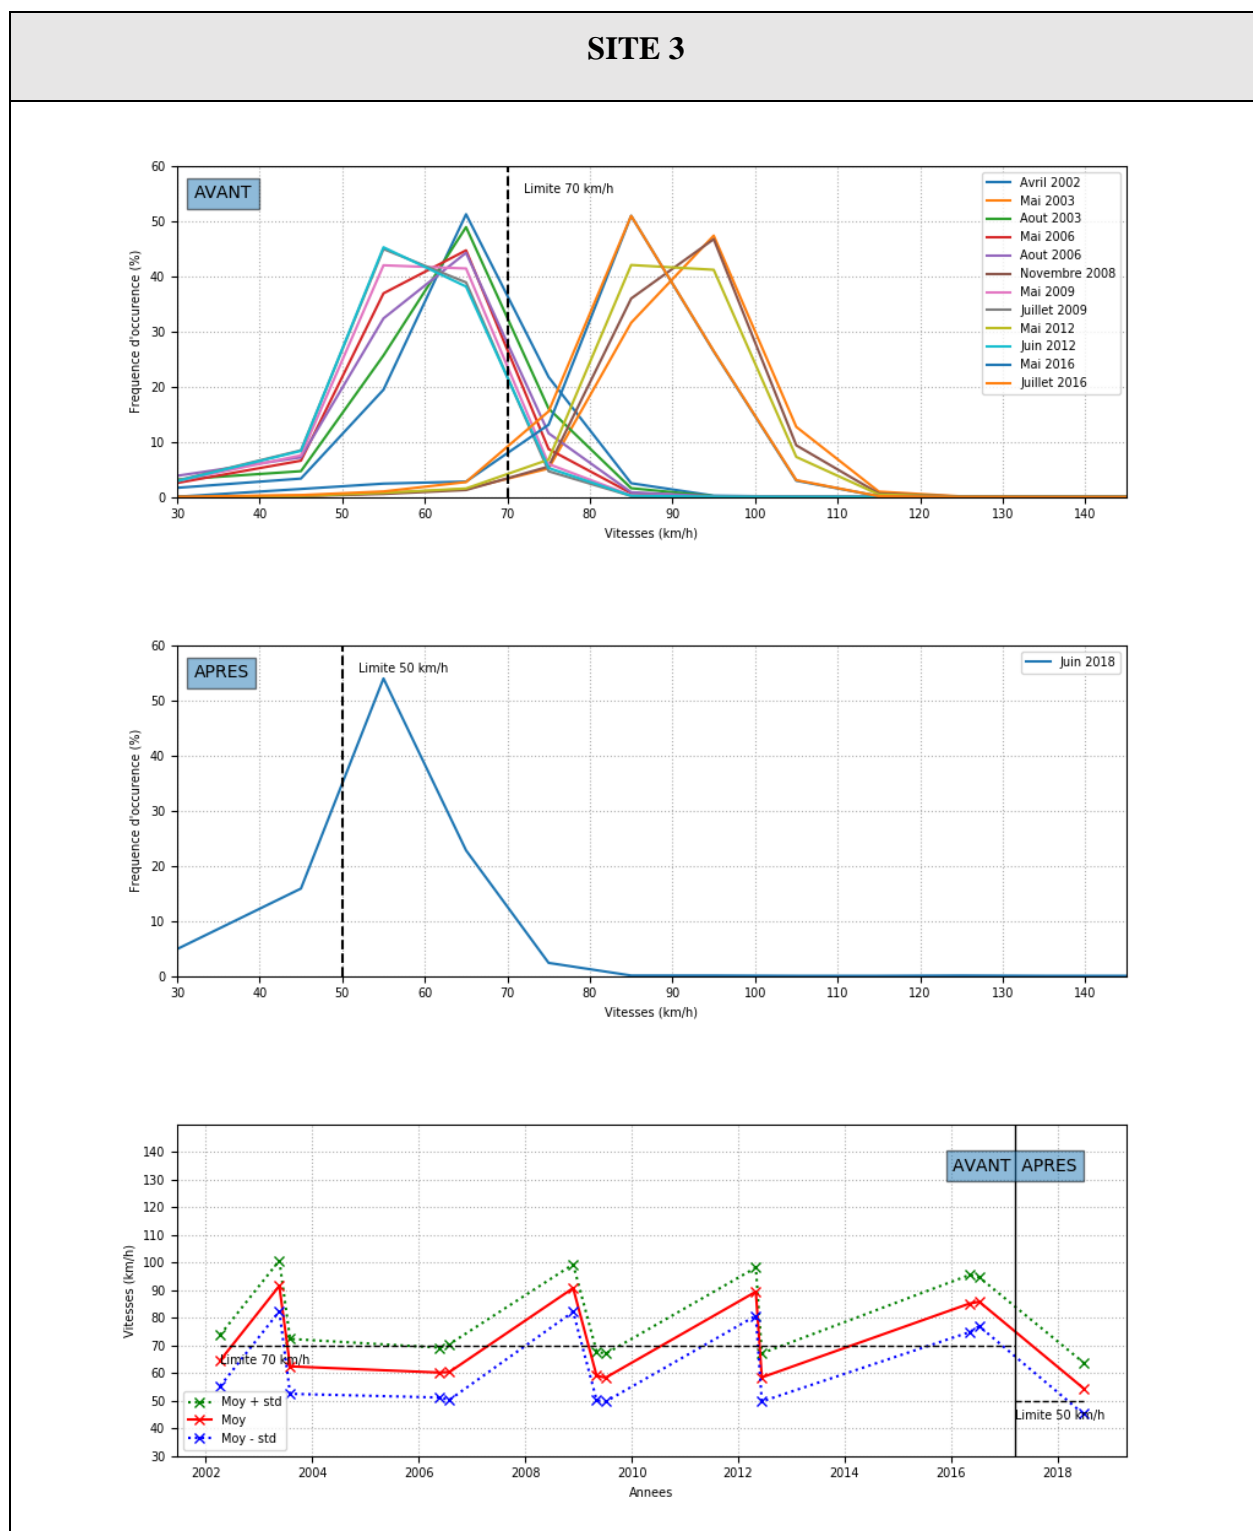 SITE 3
AVANT
Limite 70 km/h
Avril 2002
Mai 2003
Aout 2003
Mai 2006
Aout 2006
Novembre 2008
Mai 2009
Juillet 2009
Mai 2012
Juin 2012
Mai 2016
Juillet 2016
Frequence d'occurence (%)
60
50
40
30
20
10
0
30 40 50 60 70 80 90 100 110 120 130 140
Vitesses (km/h)
APRES
Limite 50 km/h
Juin 2018
Frequence d'occurence (%)
60
50
40
30
20
10
0
30 40 50 60 70 80 90 100 110 120 130 140
Vitesses (km/h)
AVANT APRES
Vitesses (km/h)
140
130
120
110
100
90
80
70
60
50
40
30
Limite 70 km/h
Limite 50 km/h
Moy + std
Moy
Moy - std
2002 2004 2006 2008 2010 2012 2014 2016 2018
Annees